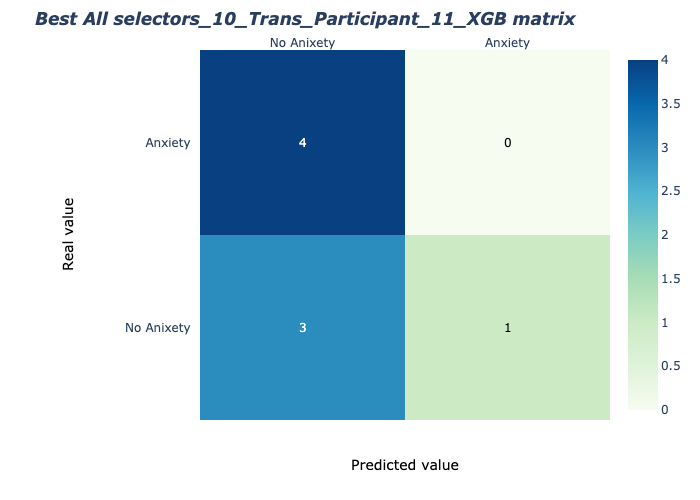 Best All selectors_10_Trans_Participant_11_XGB matrix
No Anixety
Anxiety
4
3.5
3
2.5
2
1.5
1
0.5
0
Anxiety
4
0
Real value
No Anixety
3
1
Predicted value